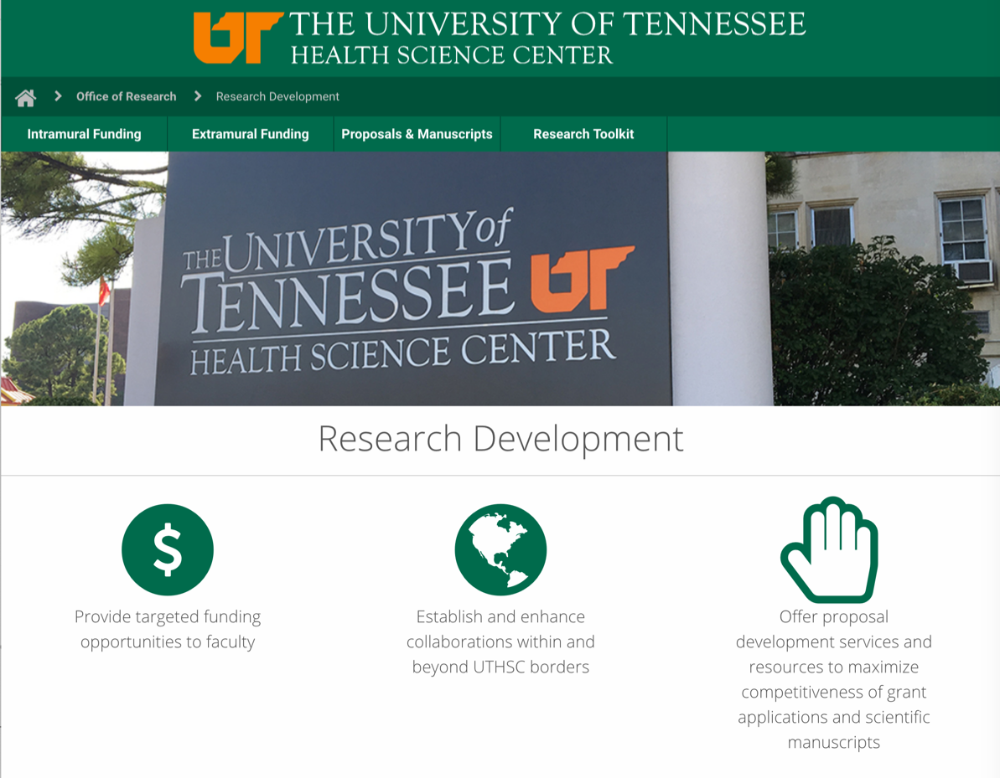 UT THE UNIVERSITY OF TENNESSEE
HEALTH SCIENCE CENTER
Office of Research
Research Development
Intramural Funding
Extramural Funding
Proposals & Manuscripts
Research Toolkit
THE UNIVERSITY of
TENNESSEE UT
HEALTH SCIENCE CENTER
Research Development
$
Provide targeted funding
opportunities to faculty
Establish and enhance
collaborations within and
beyond UTHSC borders
Offer proposal
development services and
resources to maximize
competitiveness of grant
applications and scientific
manuscripts